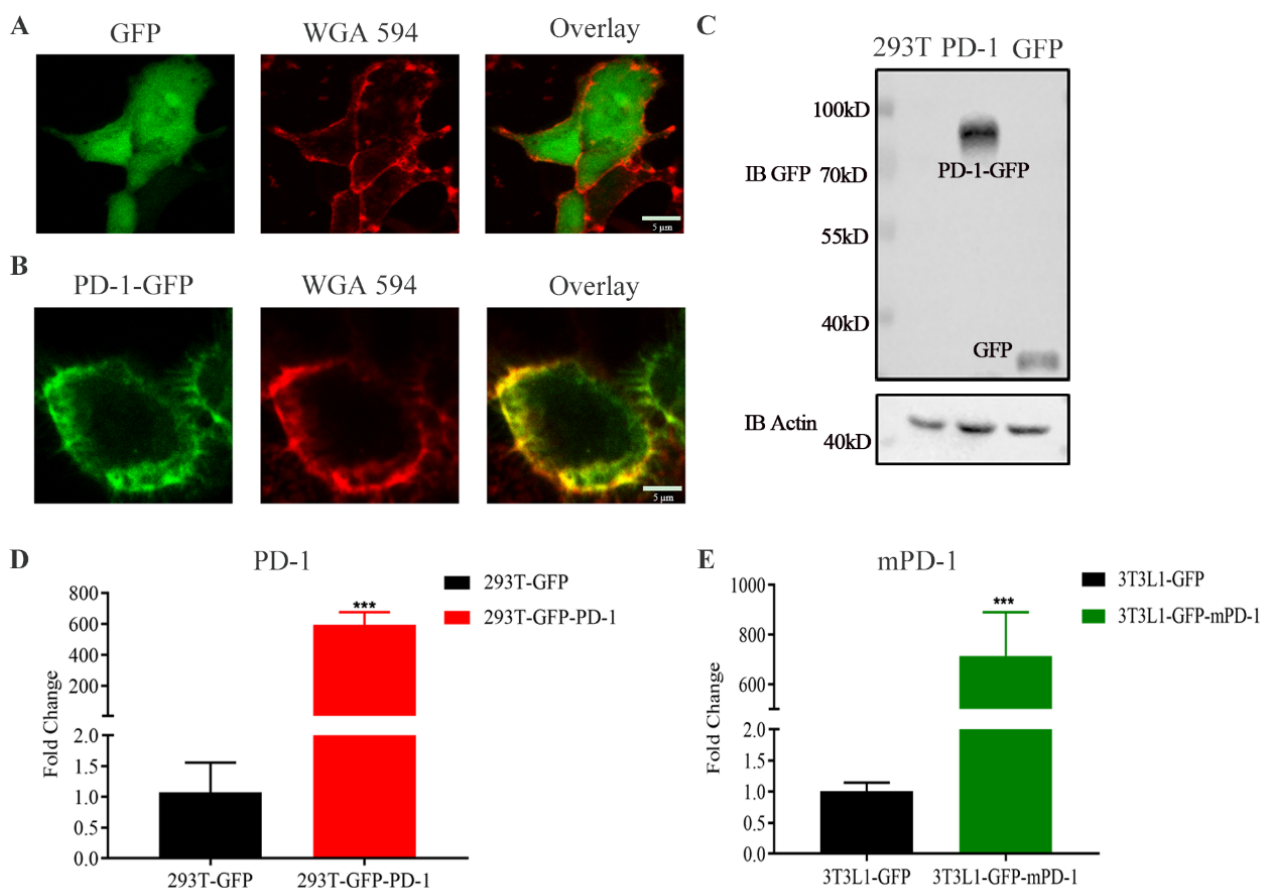 A
GFP
WGA 594
Overlay
5 μm
B
PD-1-GFP
WGA 594
Overlay
5 μm
C
293T PD-1 GFP
100kD
PD-1-GFP
IB GFP
70kD
55kD
40kD
GFP
IB Actin
40kD
D
PD-1
293T-GFP
293T-GFP-PD-1
***
Fold Change
800
600
400
200
2.0
1.5
1.0
0.5
0.0
293T-GFP
293T-GFP-PD-1
E
mPD-1
3T3L1-GFP
3T3L1-GFP-mPD-1
***
Fold Change
1000
800
600
2.0
1.5
1.0
0.5
0.0
3T3L1-GFP
3T3L1-GFP-mPD-1